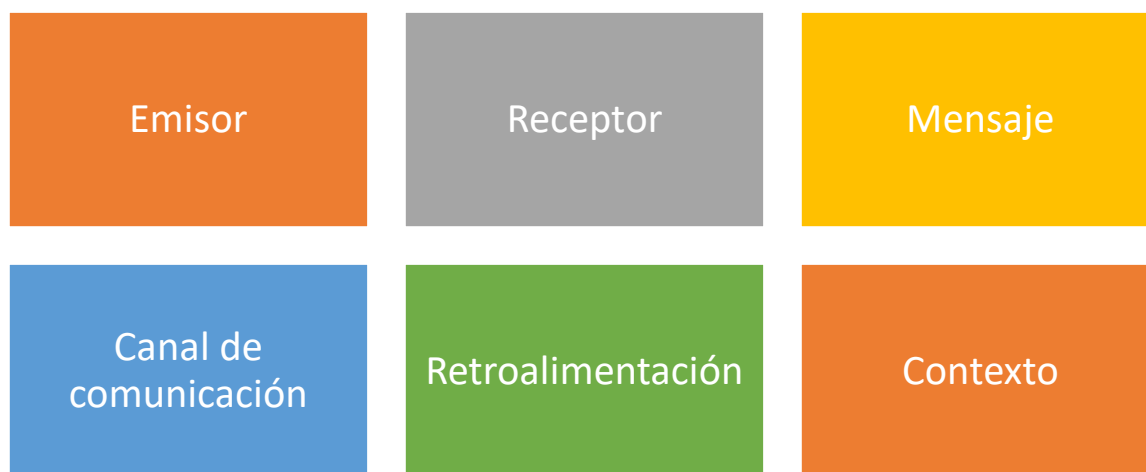 Emisor
Receptor
Mensaje
Canal de
comunicación
Retroalimentación
Contexto